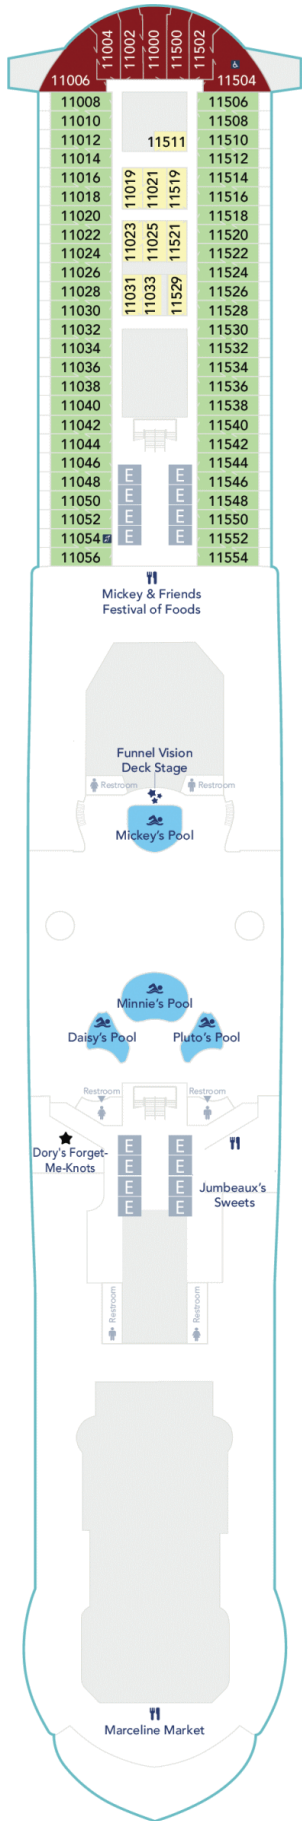 11004
11002
11000
11500
11502
11006
11504
11008
11506
11010
11508
11012
11511
11510
11014
11512
11016
11019
11021
11519
11514
11018
11516
11020
11518
11022
11023
11025
11521
11520
11024
11522
11026
11524
11028
11031
11033
11529
11526
11030
11528
11032
11530
11034
11532
11036
11534
11038
11536
11040
11538
11042
11540
11044
11542
11046
11544
11048
E
E
11546
11050
E
E
11548
11052
E
E
11550
11054
E
E
11552
11056
11554
Mickey & Friends
Festival of Foods
Funnel Vision
Deck Stage
Restroom
Restroom
Mickey's Pool
Minnie's Pool
Daisy's Pool
Pluto's Pool
Restroom
Restroom
Dory's Forget-
Me-Knots
E
E
E
E
E
E
E
E
Jumbeaux's
Sweets
Restroom
Restroom
Marceline Market